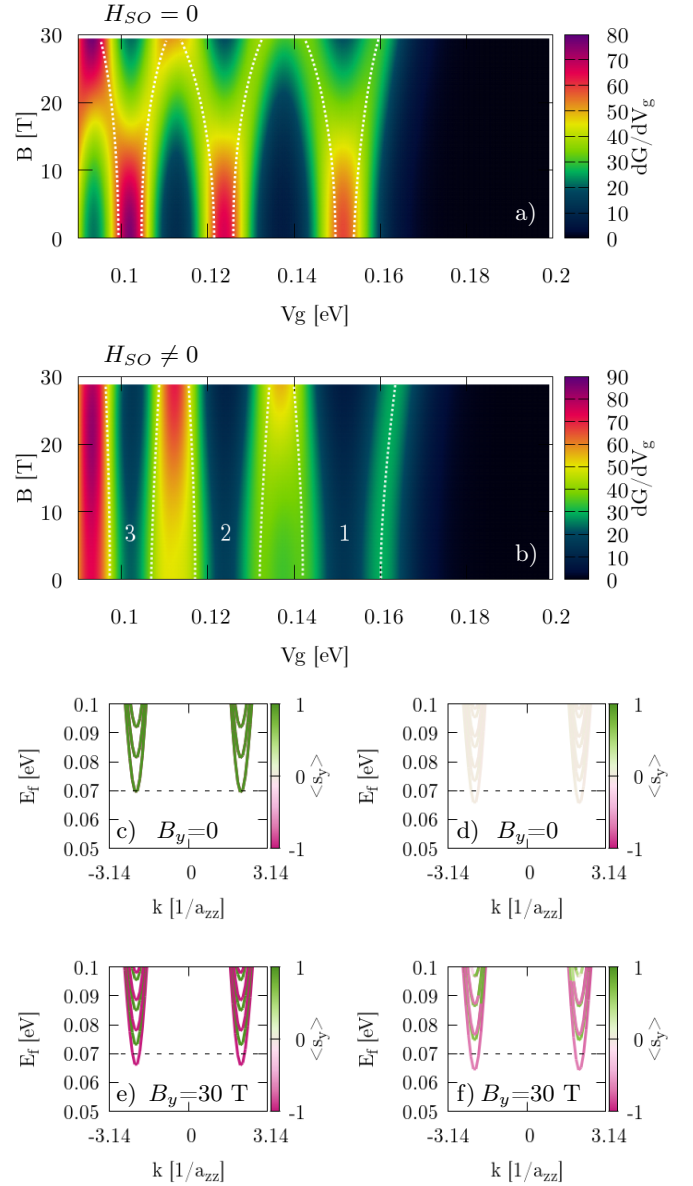 H_SO = 0
30
20
10
0
B [T]
a)
0.1 0.12 0.14 0.16 0.18 0.2
Vg [eV]
80
70
60
50
40
30
20
10
0
dG/dV_g
H_SO ≠ 0
30
20
10
0
B [T]
3 2 1
b)
0.1 0.12 0.14 0.16 0.18 0.2
Vg [eV]
90
80
70
60
50
40
30
20
10
0
dG/dV_g
0.1
0.09
0.08
0.07
0.06
0.05
E_f [eV]
c) B_y=0
-3.14 0 3.14
k [1/a_zz]
1
0
-1
<s_y>
0.1
0.09
0.08
0.07
0.06
0.05
E_f [eV]
d) B_y=0
-3.14 0 3.14
k [1/a_zz]
1
0
-1
<s_y>
0.1
0.09
0.08
0.07
0.06
0.05
E_f [eV]
e) B_y=30 T
-3.14 0 3.14
k [1/a_zz]
1
0
-1
<s_y>
0.1
0.09
0.08
0.07
0.06
0.05
E_f [eV]
f) B_y=30 T
-3.14 0 3.14
k [1/a_zz]
1
0
-1
<s_y>